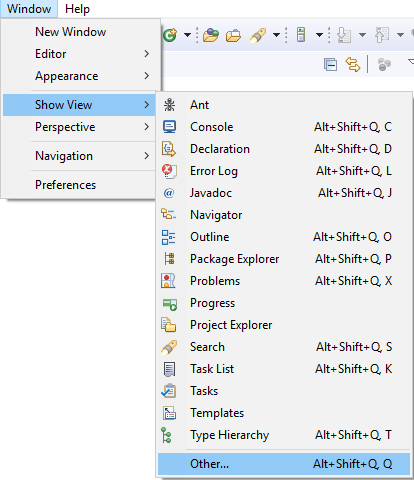 Window Help
New Window
Editor
Appearance
Show View
Perspective
Navigation
Preferences
Ant
Console Alt+Shift+Q, C
Declaration Alt+Shift+Q, D
Error Log Alt+Shift+Q, L
Javadoc Alt+Shift+Q, J
Navigator
Outline Alt+Shift+Q, O
Package Explorer Alt+Shift+Q, P
Problems Alt+Shift+Q, X
Progress
Project Explorer
Search Alt+Shift+Q, S
Task List Alt+Shift+Q, K
Tasks
Templates
Type Hierarchy Alt+Shift+Q, T
Other... Alt+Shift+Q, Q